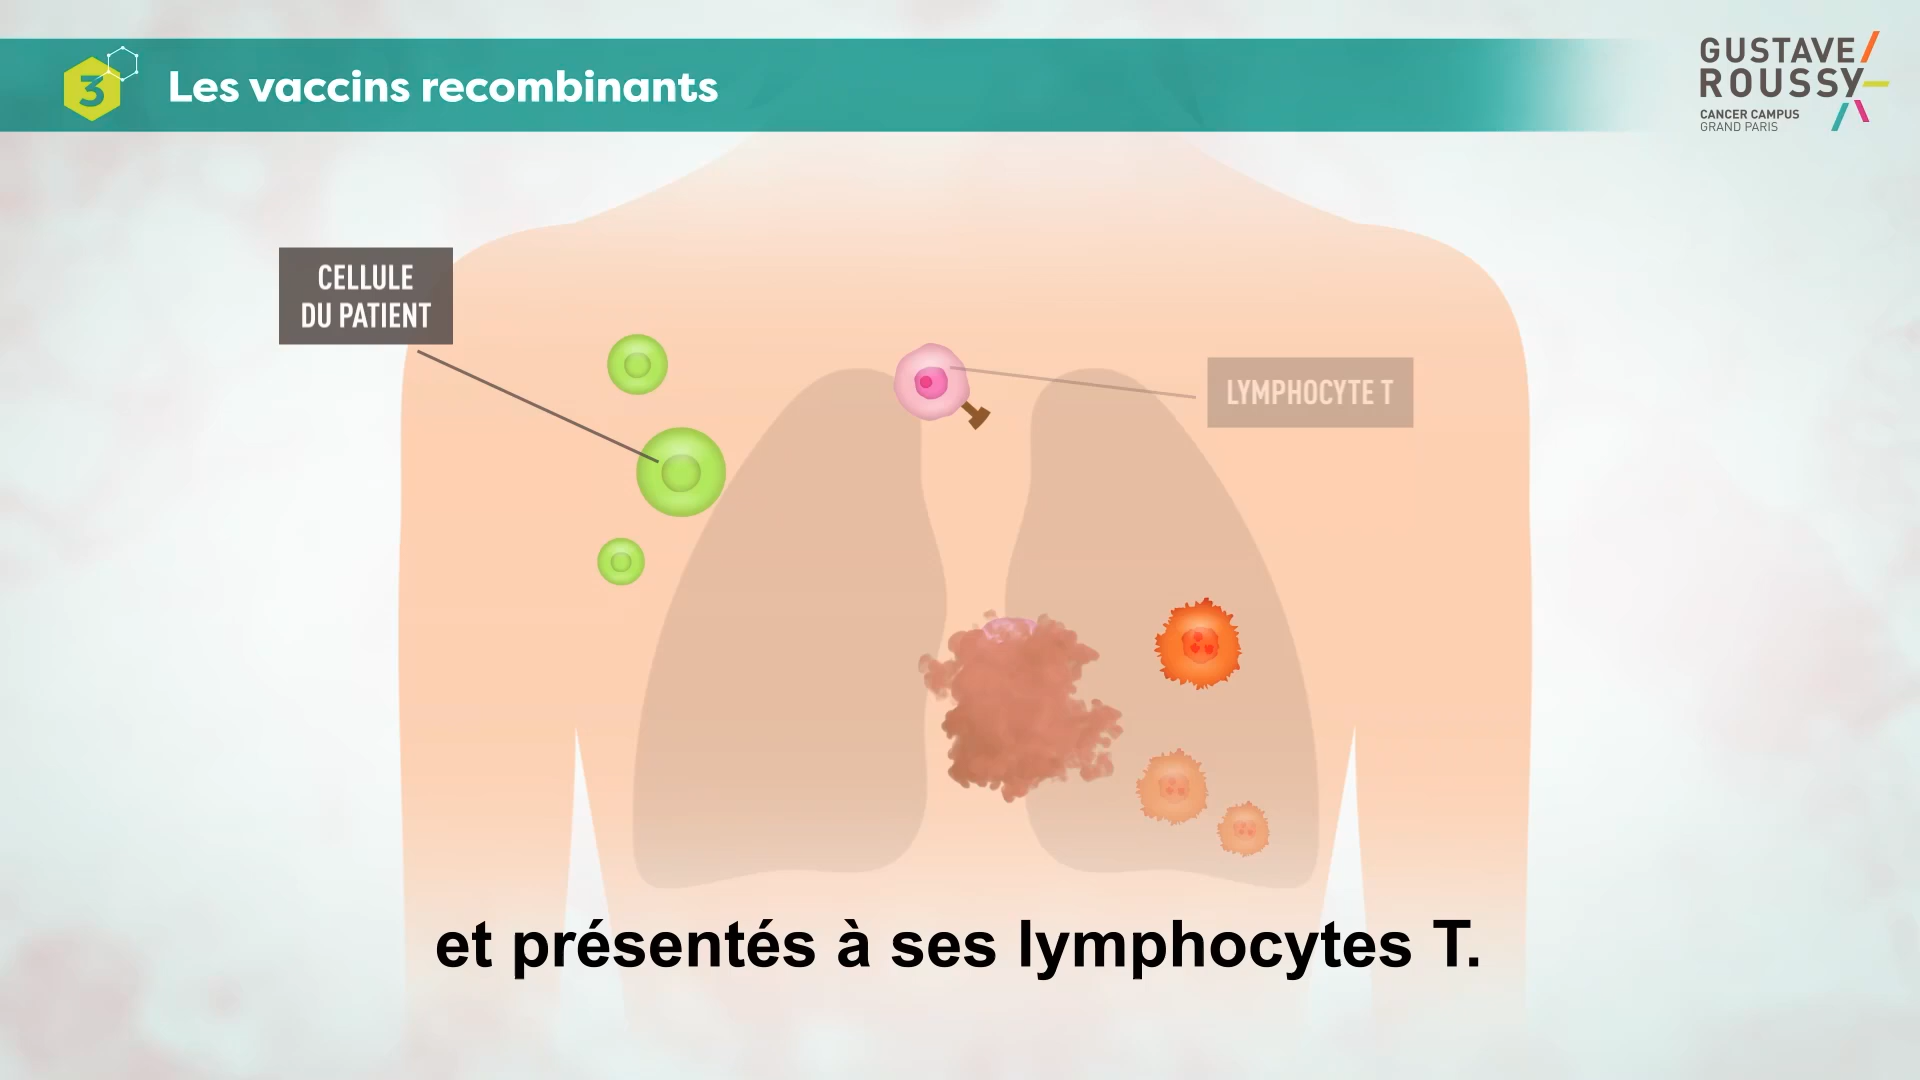 3
Les vaccins recombinants
GUSTAVE
ROUSSY
CANCER CAMPUS
GRAND PARIS
CELLULE
DU PATIENT
LYMPHOCYTE T
et présentés à ses lymphocytes T.